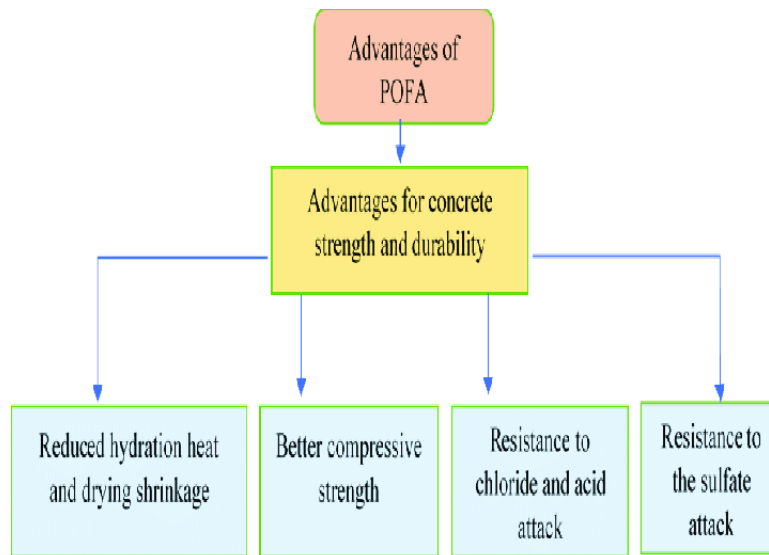 Advantages of
POFA
Advantages for concrete
strength and durability
Reduced hydration heat
and drying shrinkage
Better compressive
strength
Resistance to
chloride and acid
attack
Resistance to
the sulfate
attack